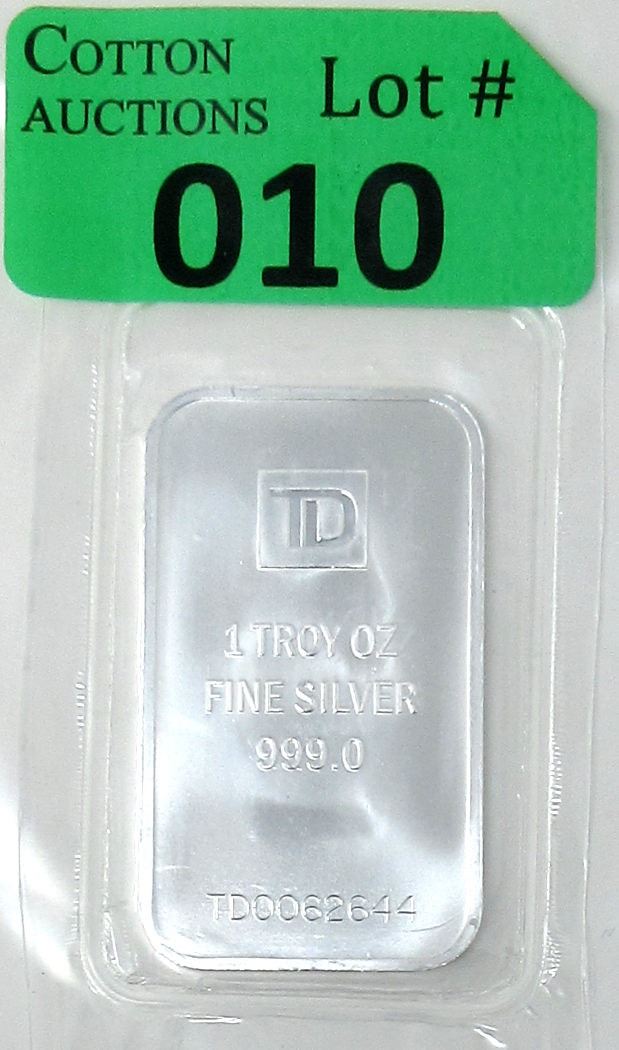 COTTON
AUCTIONS
Lot #
010
TD
1 TROY OZ
FINE SILVER
999.0
TD0062644